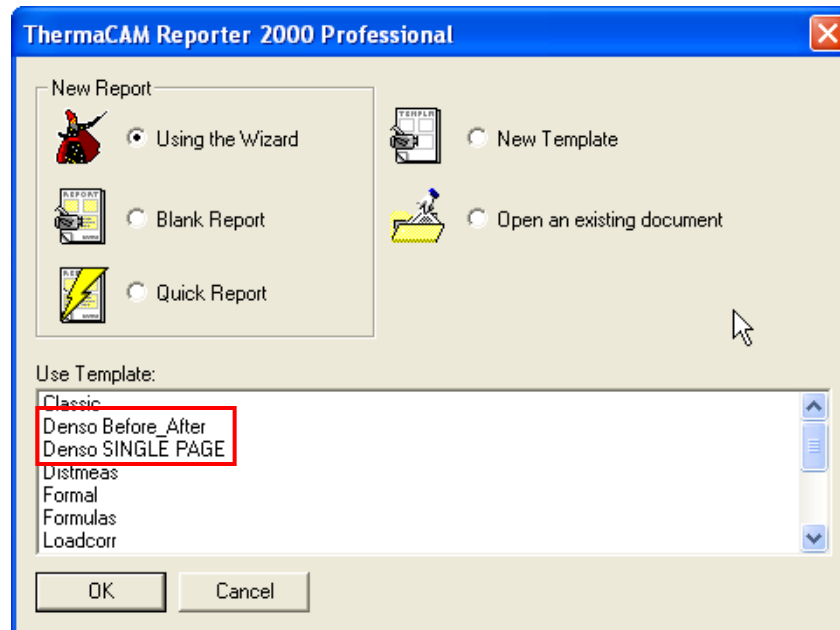 ThermaCAM Reporter 2000 Professional
New Report
Using the Wizard
Blank Report
Quick Report
New Template
Open an existing document
Use Template:
Classic
Denso Before_After
Denso SINGLE PAGE
Distmeas
Formal
Formulas
Loadcorr
OK
Cancel